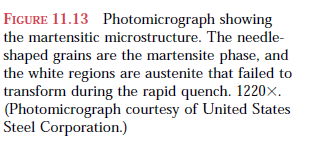 FIGURE 11.13 Photomicrograph showing
the martensitic microstructure. The needle-
shaped grains are the martensite phase, and
the white regions are austenite that failed to
transform during the rapid quench. 1220×.
(Photomicrograph courtesy of United States
Steel Corporation.)